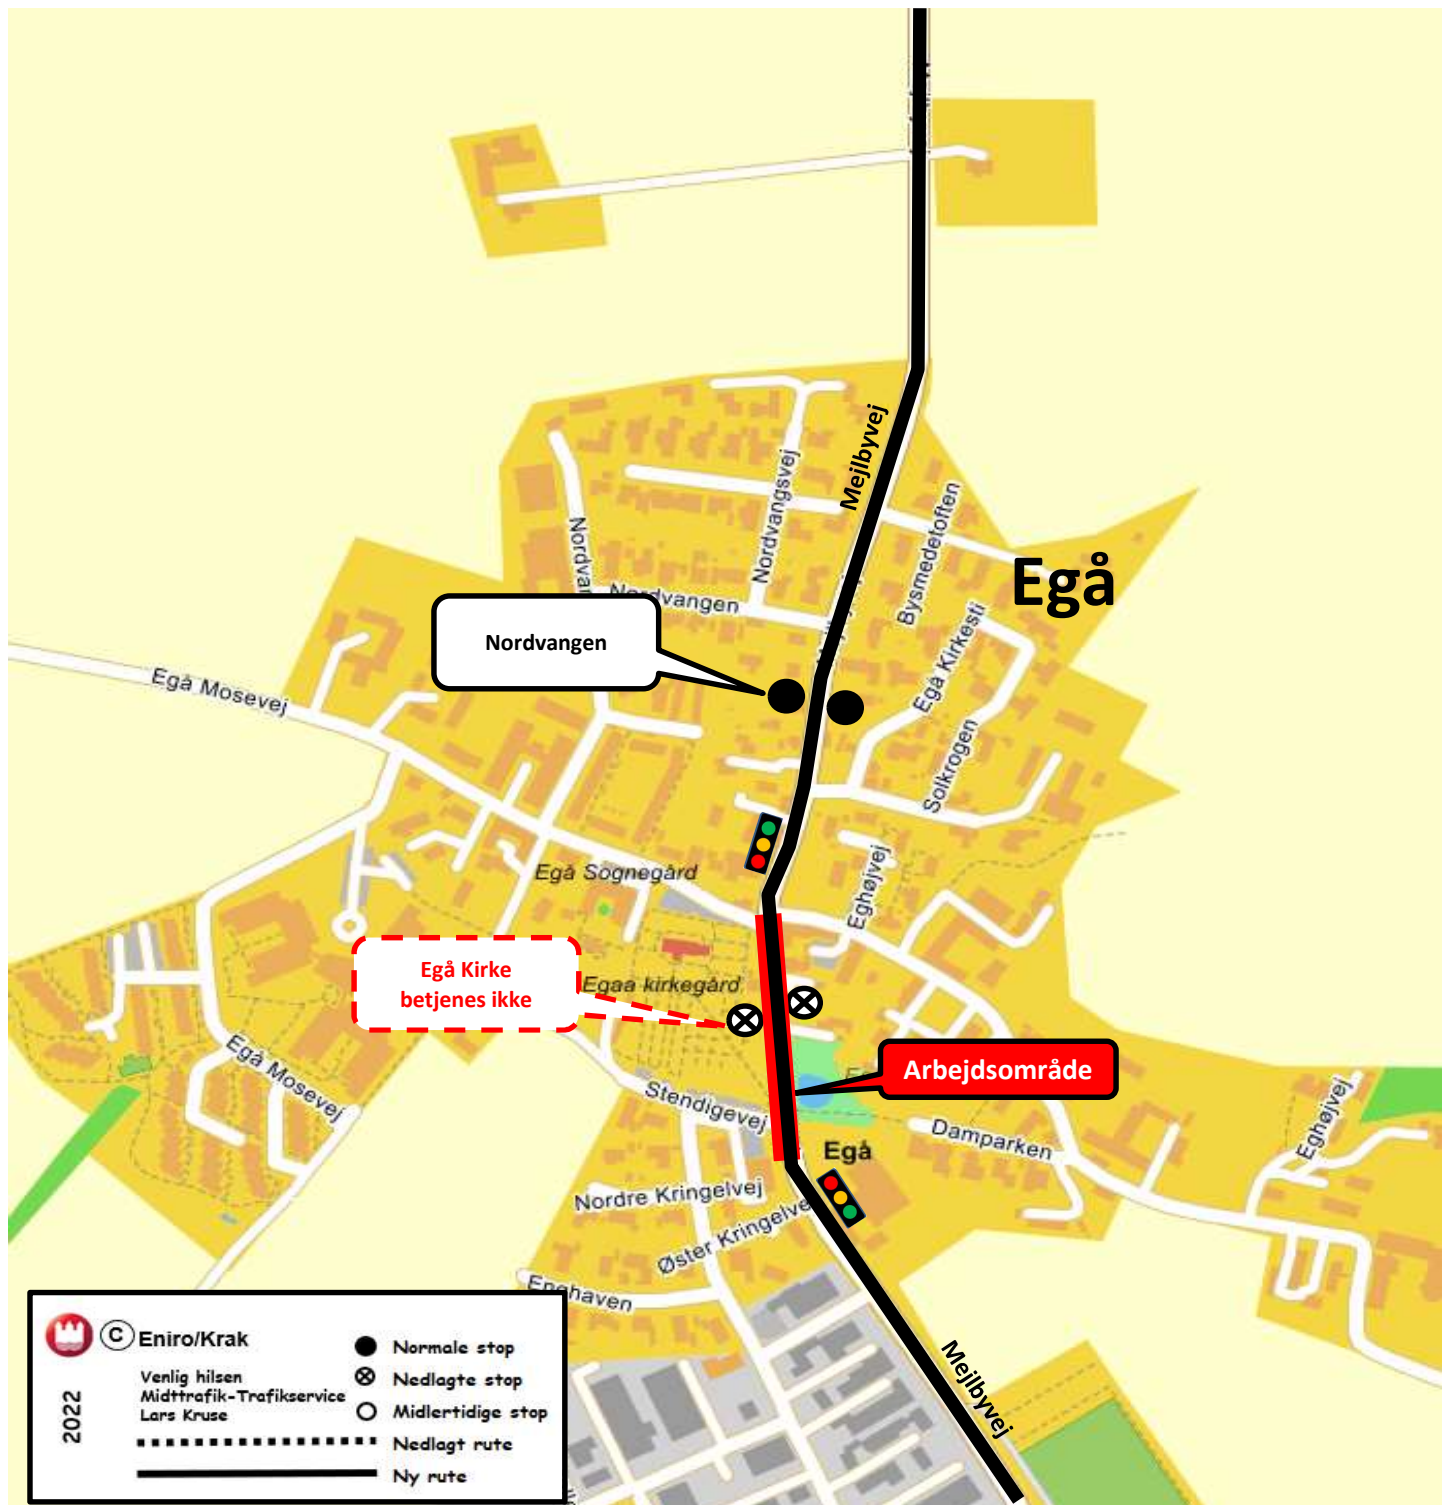 Mejlbyvej
Nordvangsvej
Bysmedetoften
Egå
Nordvangen
Nordvangen
Egå Kirkesti
Egå Mosevej
Solkrogen
Eghøjvej
Egå Sognegård
Egå Kirke
betjenes ikke
Egaa kirkegård
Egå Mosevej
Arbejdsområde
Stendigevej
Damparken
Eghøjvej
Egå
Nordre Kringelvej
Øster Kringelve
Mejlbyvej
C Eniro/Krak
Venlig hilsen
Midttrafik-Trafikservice
Lars Kruse
2022
Normale stop
Nedlagte stop
Midlertidige stop
Nedlagt rute
Ny rute